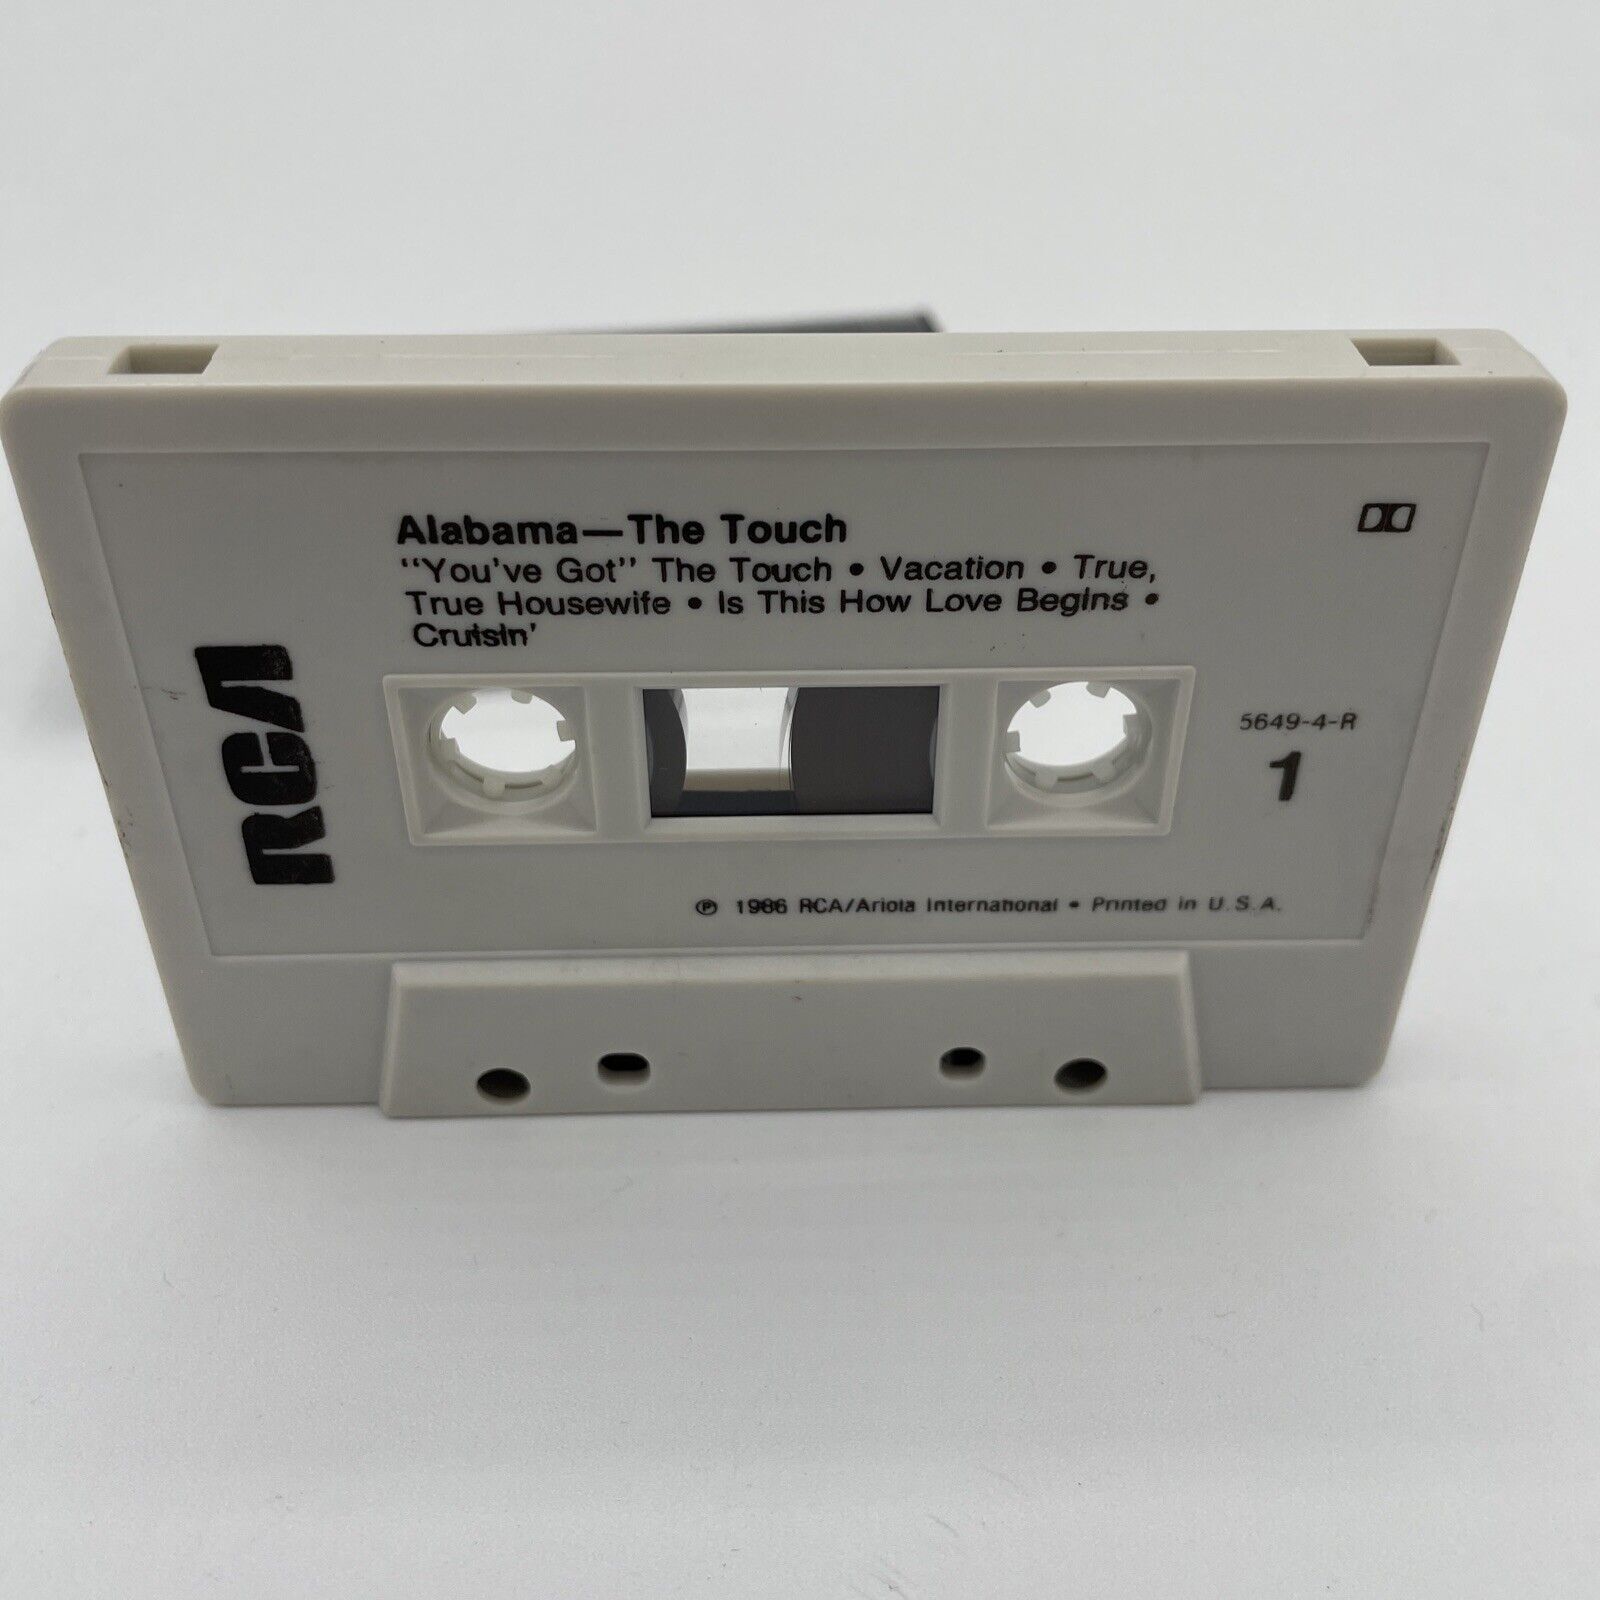 Alabama—The Touch
"You've Got" The Touch • Vacation • True,
True Housewife • Is This How Love Begins •
Cruisin'
RCA
5649-4-R
1
℗ 1986 RCA/Ariola International • Printed in U.S.A.